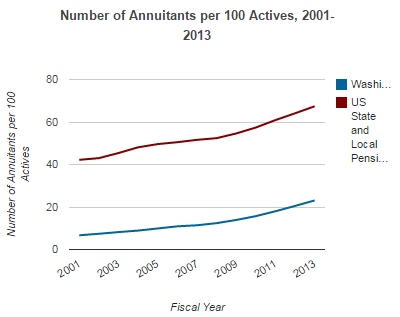 Number of Annuitants per 100 Actives, 2001-
2013
Number of Annuitants per 100
Actives
80
60
40
20
0
2001
2003
2005
2007
2009
2011
2013
Fiscal Year
Washi...
US
State
and
Local
Pensi...